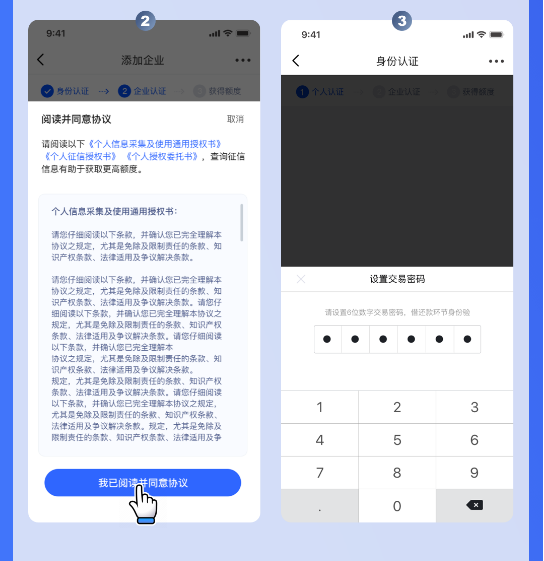 2
9:41
添加企业
身份认证
2 企业认证
3 获得额度
阅读并同意协议
取消
请阅读以下《个人信息采集及使用通用授权书》
《个人征信授权书》 《个人授权委托书》，查询征信
信息有助于获取更高额度。
个人信息采集及使用通用授权书：
请您仔细阅读以下条款，并确认您已完全理解本
协议之规定，尤其是免除及限制责任的条款、知
识产权条款、法律适用及争议解决条款。
请您仔细阅读以下条款，并确认您已完全理解本
协议之规定，尤其是免除及限制责任的条款、知
识产权条款、法律适用及争议解决条款。请您仔
细阅读以下条款，并确认您已完全理解本协议之
规定，尤其是免除及限制责任的条款、知识产权
条款、法律适用及争议解决条款。请您仔细阅读
以下条款，并确认您已完全理解本
协议之规定，尤其是免除及限制责任的条款、知
识产权条款、法律适用及争议解决条款。
规定，尤其是免除及限制责任的条款、知识产权
条款、法律适用及争议解决条款。请您仔细阅读
以下条款，并确认您已完全理解本协议之规定，
尤其是免除及限制责任的条款、知识产权条款、
法律适用及争议解决条款。规定，尤其是免除及
限制责任的条款、知识产权条款、法律适用及争
我已阅读并同意协议
3
9:41
身份认证
1 个人认证
2 企业认证
3 获得额度
设置交易密码
请设置6位数字交易密码，借还款环节身份验
1 2 3
4 5 6
7 8 9
. 0